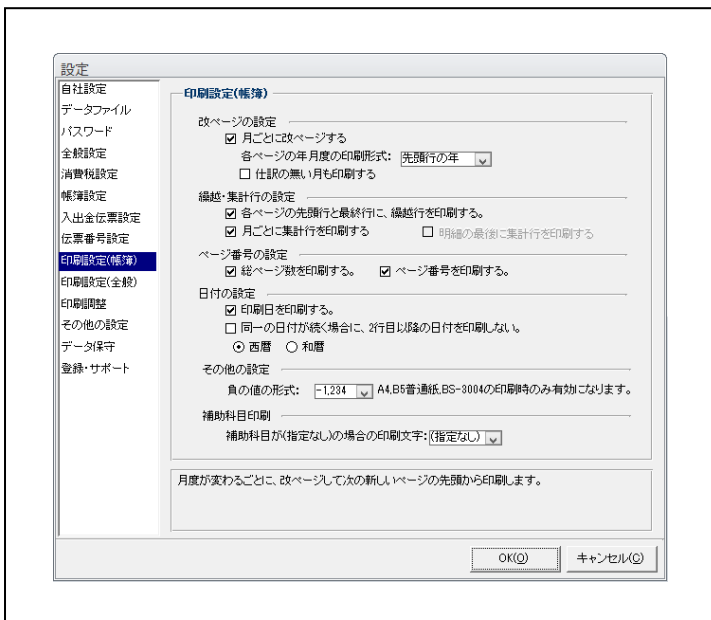 設定
自社設定
データファイル
パスワード
全般設定
消費税設定
帳簿設定
入出金伝票設定
伝票番号設定
印刷設定(帳簿)
印刷設定(全般)
印刷調整
その他の設定
データ保守
登録・サポート
印刷設定(帳簿)
改ページの設定
月ごとに改ページする
各ページの年月度の印刷形式: 先頭行の年
仕訳の無い月も印刷する
繰越・集計行の設定
各ページの先頭行と最終行に、繰越行を印刷する。
月ごとに集計行を印刷する 明細の最後に集計行を印刷する
ページ番号の設定
総ページ数を印刷する。 ページ番号を印刷する。
日付の設定
印刷日を印刷する。
同一の日付が続く場合に、2行目以降の日付を印刷しない。
西暦 和暦
その他の設定
負の値の形式: -1,234 A4,B5普通紙,BS-3004の印刷時のみ有効になります。
補助科目印刷
補助科目が(指定なし)の場合の印刷文字: (指定なし)
月度が変わるごとに、改ページして次の新しいページの先頭から印刷します。
OK(O) キャンセル(C)